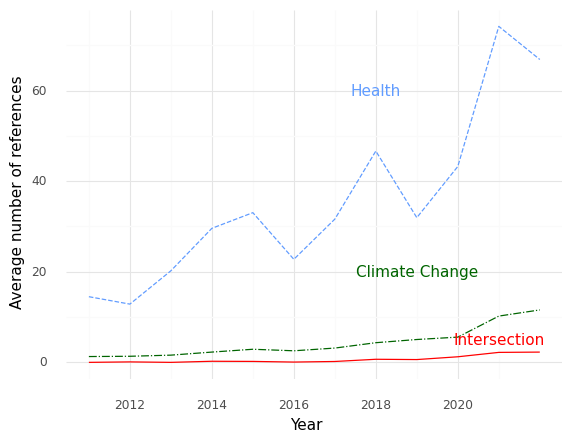 Average number of references
60
40
20
0
Health
Climate Change
Intersection
2012 2014 2016 2018 2020
Year